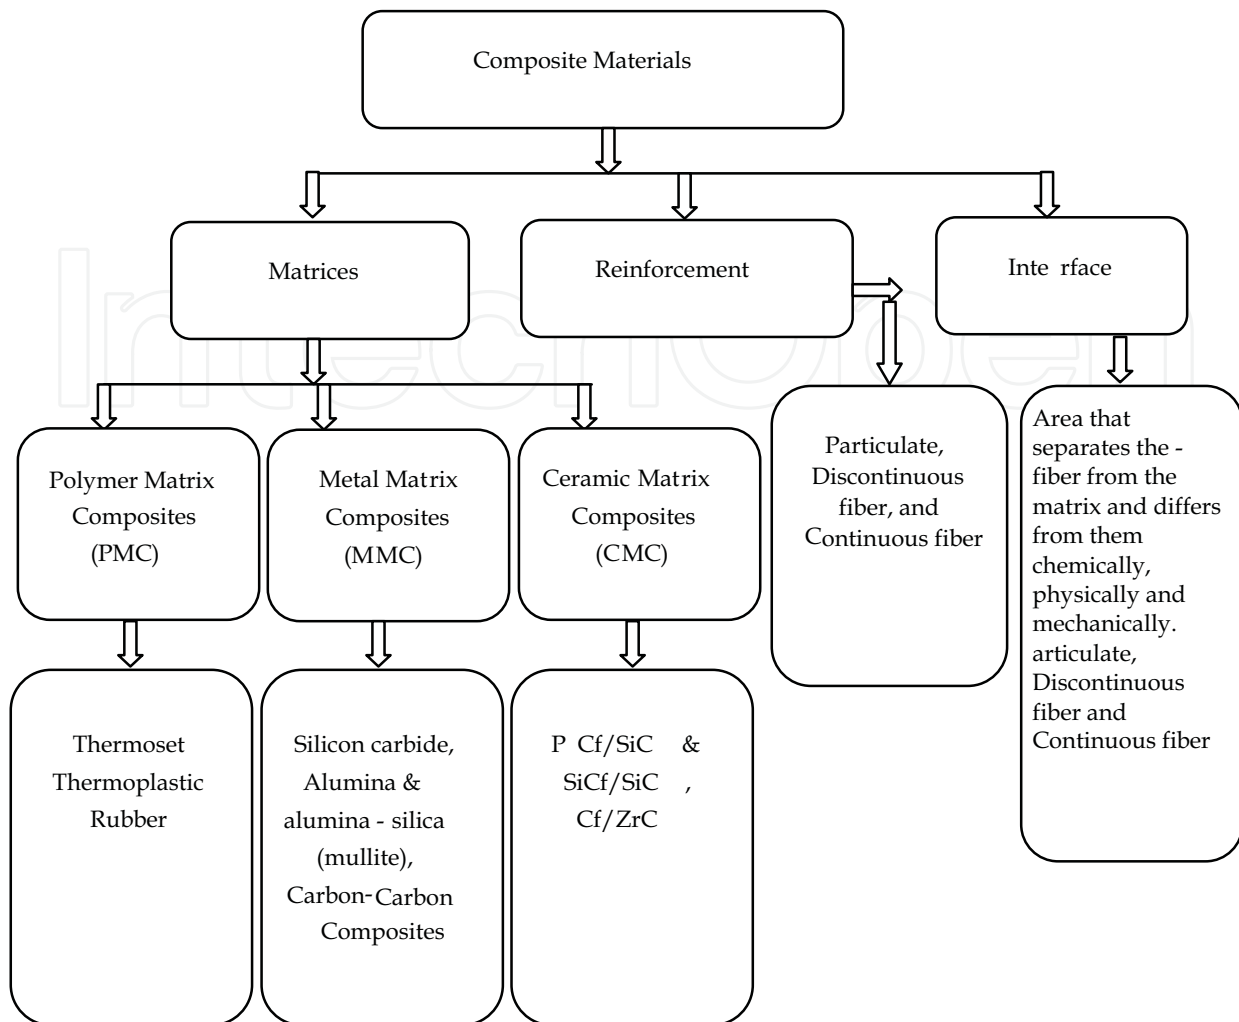 Composite Materials
Matrices
Reinforcement
Inte rface
Polymer Matrix
Composites
(PMC)
Metal Matrix
Composites
(MMC)
Ceramic Matrix
Composites
(CMC)
Particulate,
Discontinuous
fiber, and
Continuous fiber
Area that
separates the -
fiber from the
matrix and differs
from them
chemically,
physically and
mechanically.
articulate,
Discontinuous
fiber and
Continuous fiber
Thermoset
Thermoplastic
Rubber
Silicon carbide,
Alumina &
alumina - silica
(mullite),
Carbon-Carbon
Composites
P Cf/SiC &
SiCf/SiC ,
Cf/ZrC
IntechOpen